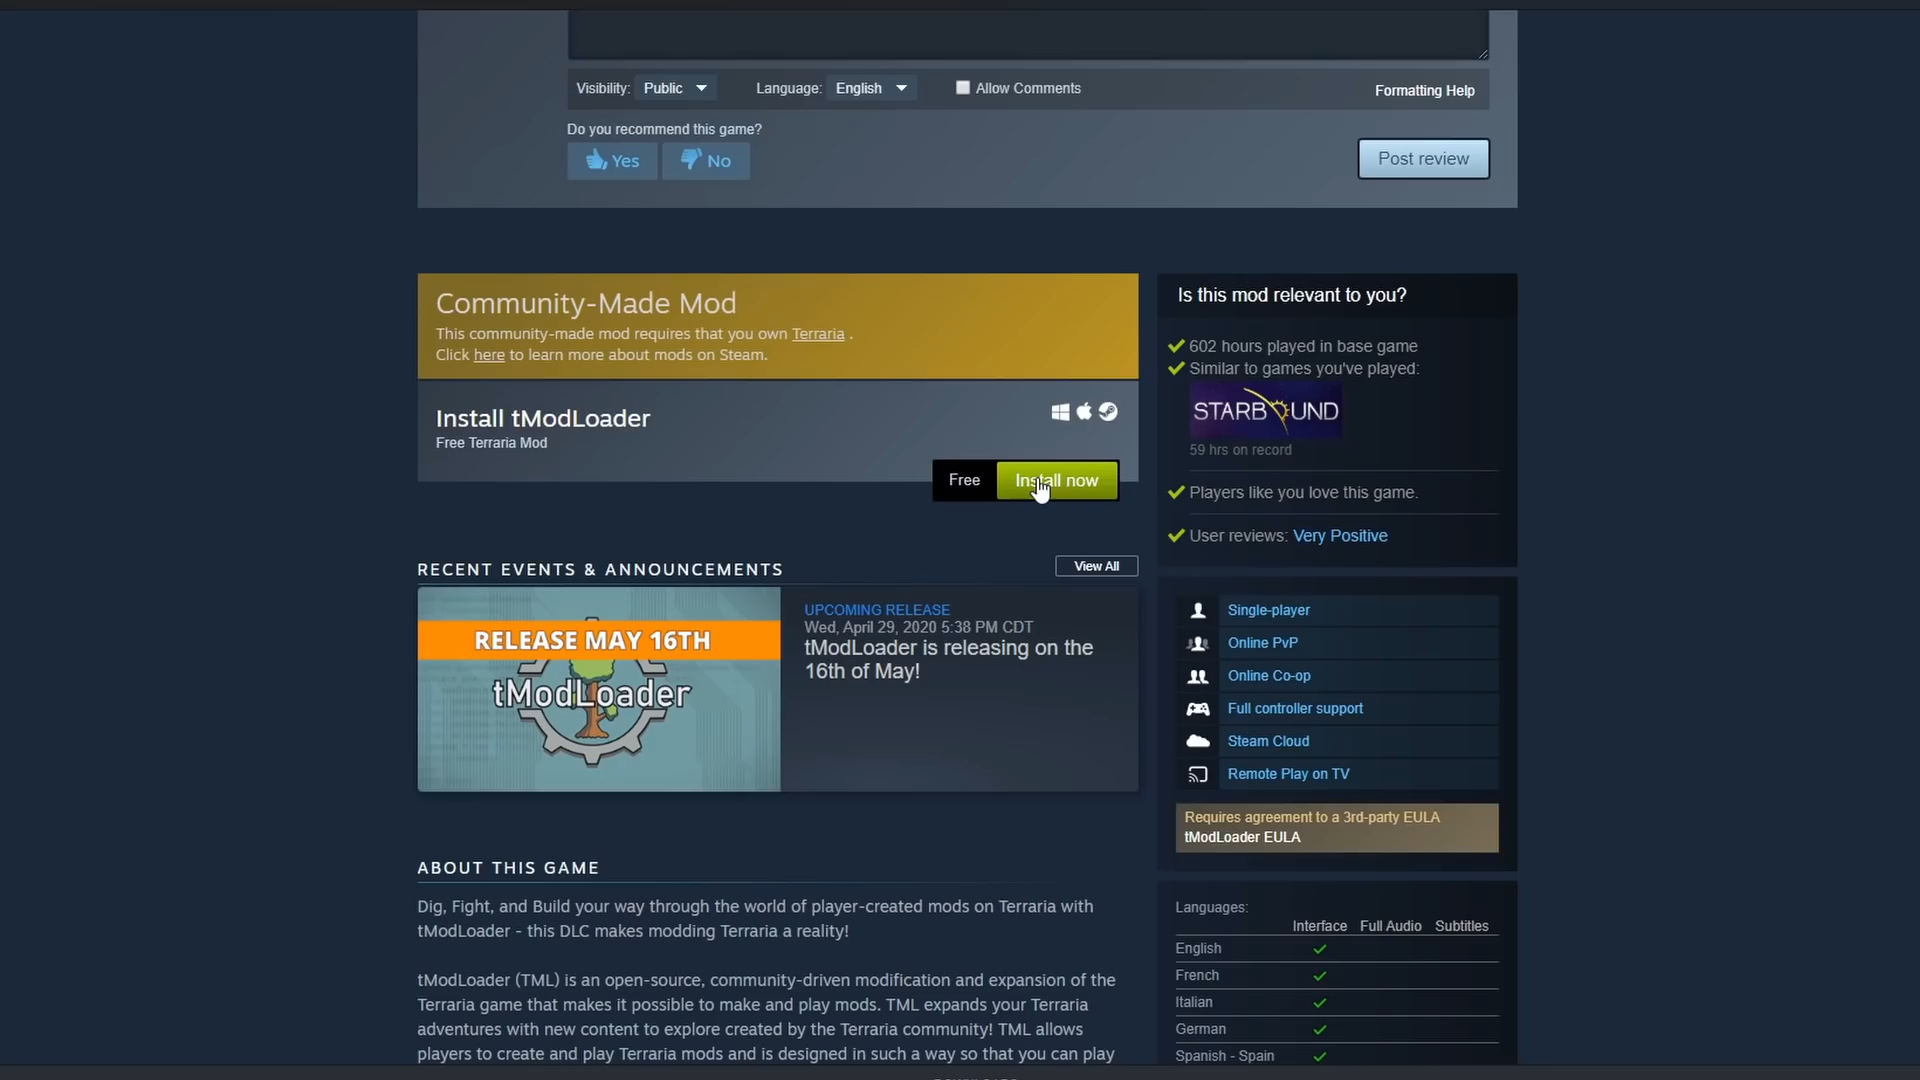 Visibility: Public Language: English Allow Comments Formatting Help
Do you recommend this game?
Yes No Post review
Community-Made Mod
This community-made mod requires that you own Terraria .
Click here to learn more about mods on Steam.
Install tModLoader
Free Terraria Mod
Free Install now
RECENT EVENTS & ANNOUNCEMENTS View All
RELEASE MAY 16TH
tModLoader
UPCOMING RELEASE
Wed, April 29, 2020 5:38 PM CDT
tModLoader is releasing on the
16th of May!
ABOUT THIS GAME
Dig, Fight, and Build your way through the world of player-created mods on Terraria with
tModLoader - this DLC makes modding Terraria a reality!
tModLoader (TML) is an open-source, community-driven modification and expansion of the
Terraria game that makes it possible to make and play mods. TML expands your Terraria
adventures with new content to explore created by the Terraria community! TML allows
players to create and play Terraria mods and is designed in such a way so that you can play
Is this mod relevant to you?
602 hours played in base game
Similar to games you've played:
STARBOUND
59 hrs on record
Players like you love this game.
User reviews: Very Positive
Single-player
Online PvP
Online Co-op
Full controller support
Steam Cloud
Remote Play on TV
Requires agreement to a 3rd-party EULA
tModLoader EULA
Languages:
Interface Full Audio Subtitles
English
French
Italian
German
Spanish - Spain